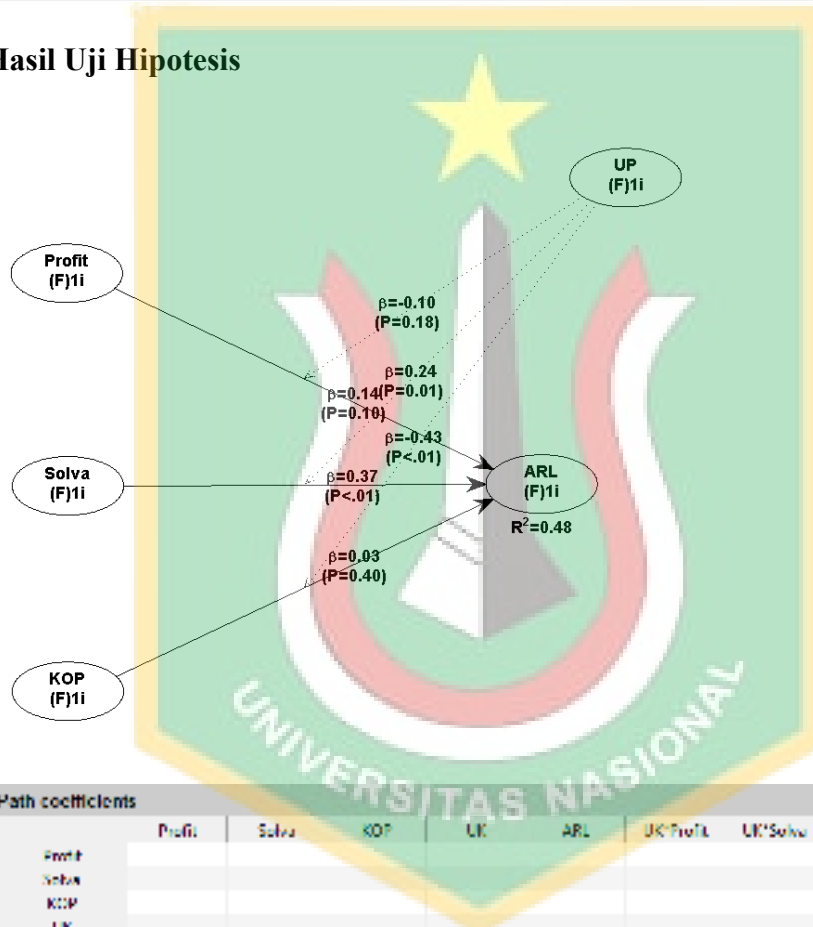 Hasil Uji Hipotesis
UP
(F)1i
Profit
(F)1i
β=-0.10
(P=0.18)
β=0.24
(P=0.01)
β=0.14
(P=0.10)
β=-0.43
(P<.01)
Solva
(F)1i
β=0.37
(P<.01)
ARL
(F)1i
R²=0.48
β=0.03
(P=0.40)
KOP
(F)1i
UNIVERSITAS NASIONAL
Path coefficients
Profit Solva KOP UK ARL UK*Profit UK*Solva
Profit
Solva
KOP
UK